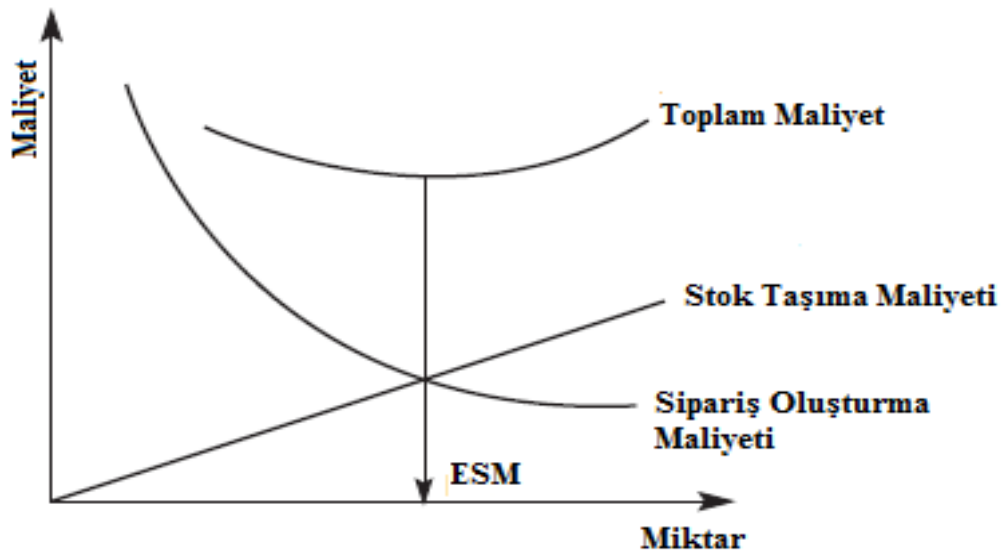 Maliyet
Toplam Maliyet
Stok Taşıma Maliyeti
Sipariş Oluşturma
Maliyeti
ESM
Miktar